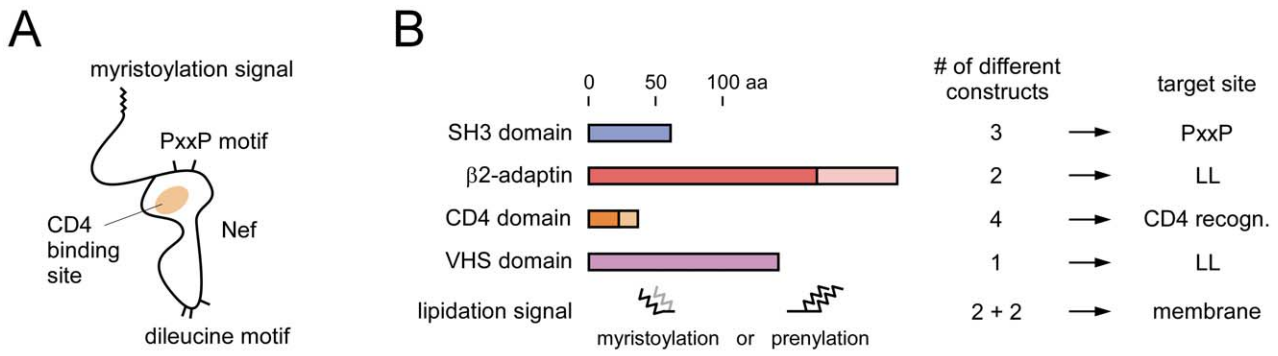 A
myristoylation signal
PxxP motif
CD4
binding
site
Nef
dileucine motif
B
0 50 100 aa
# of different
constructs
target site
SH3 domain 3 PxxP
β2-adaptin 2 LL
CD4 domain 4 CD4 recogn.
VHS domain 1 LL
lipidation signal 2 + 2 membrane
myristoylation or prenylation